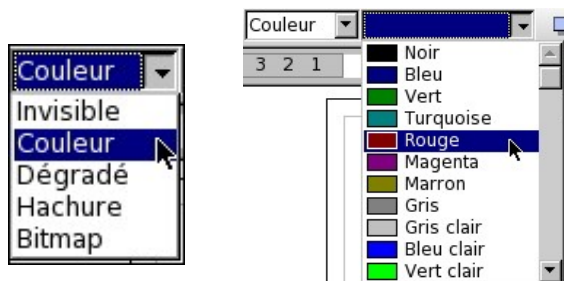 Couleur
Invisible
Couleur
Dégradé
Hachure
Bitmap
Couleur
3 2 1
Noir
Bleu
Vert
Turquoise
Rouge
Magenta
Marron
Gris
Gris clair
Bleu clair
Vert clair